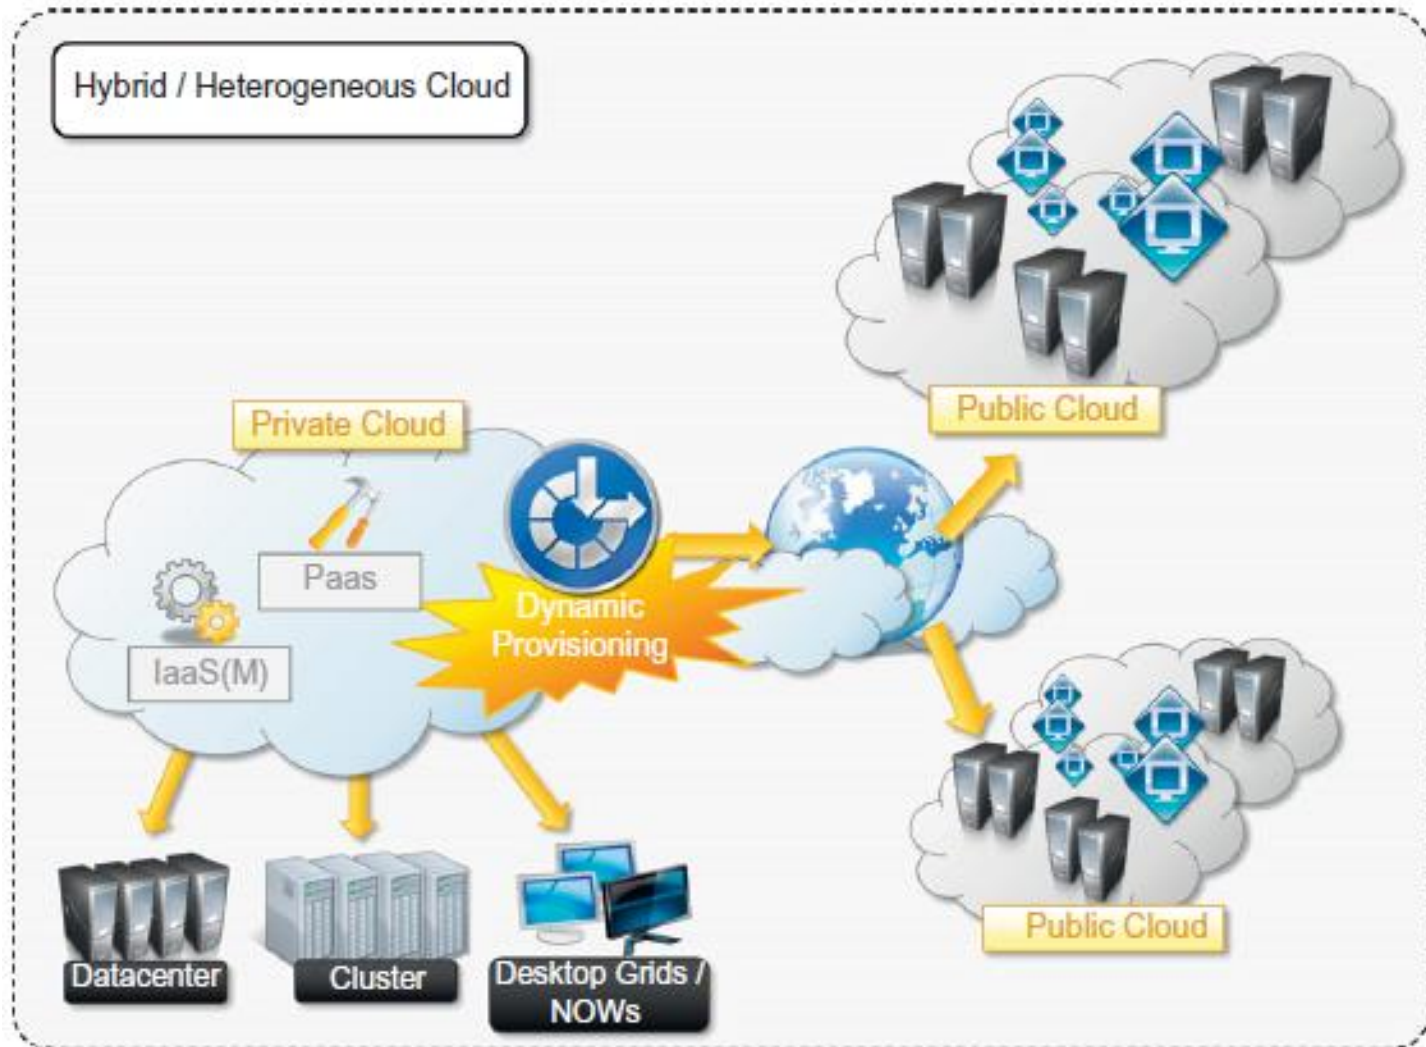 Hybrid / Heterogeneous Cloud
Public Cloud
Private Cloud
Paas
Dynamic
Provisioning
IaaS(M)
Public Cloud
Datacenter
Cluster
Desktop Grids /
NOWs